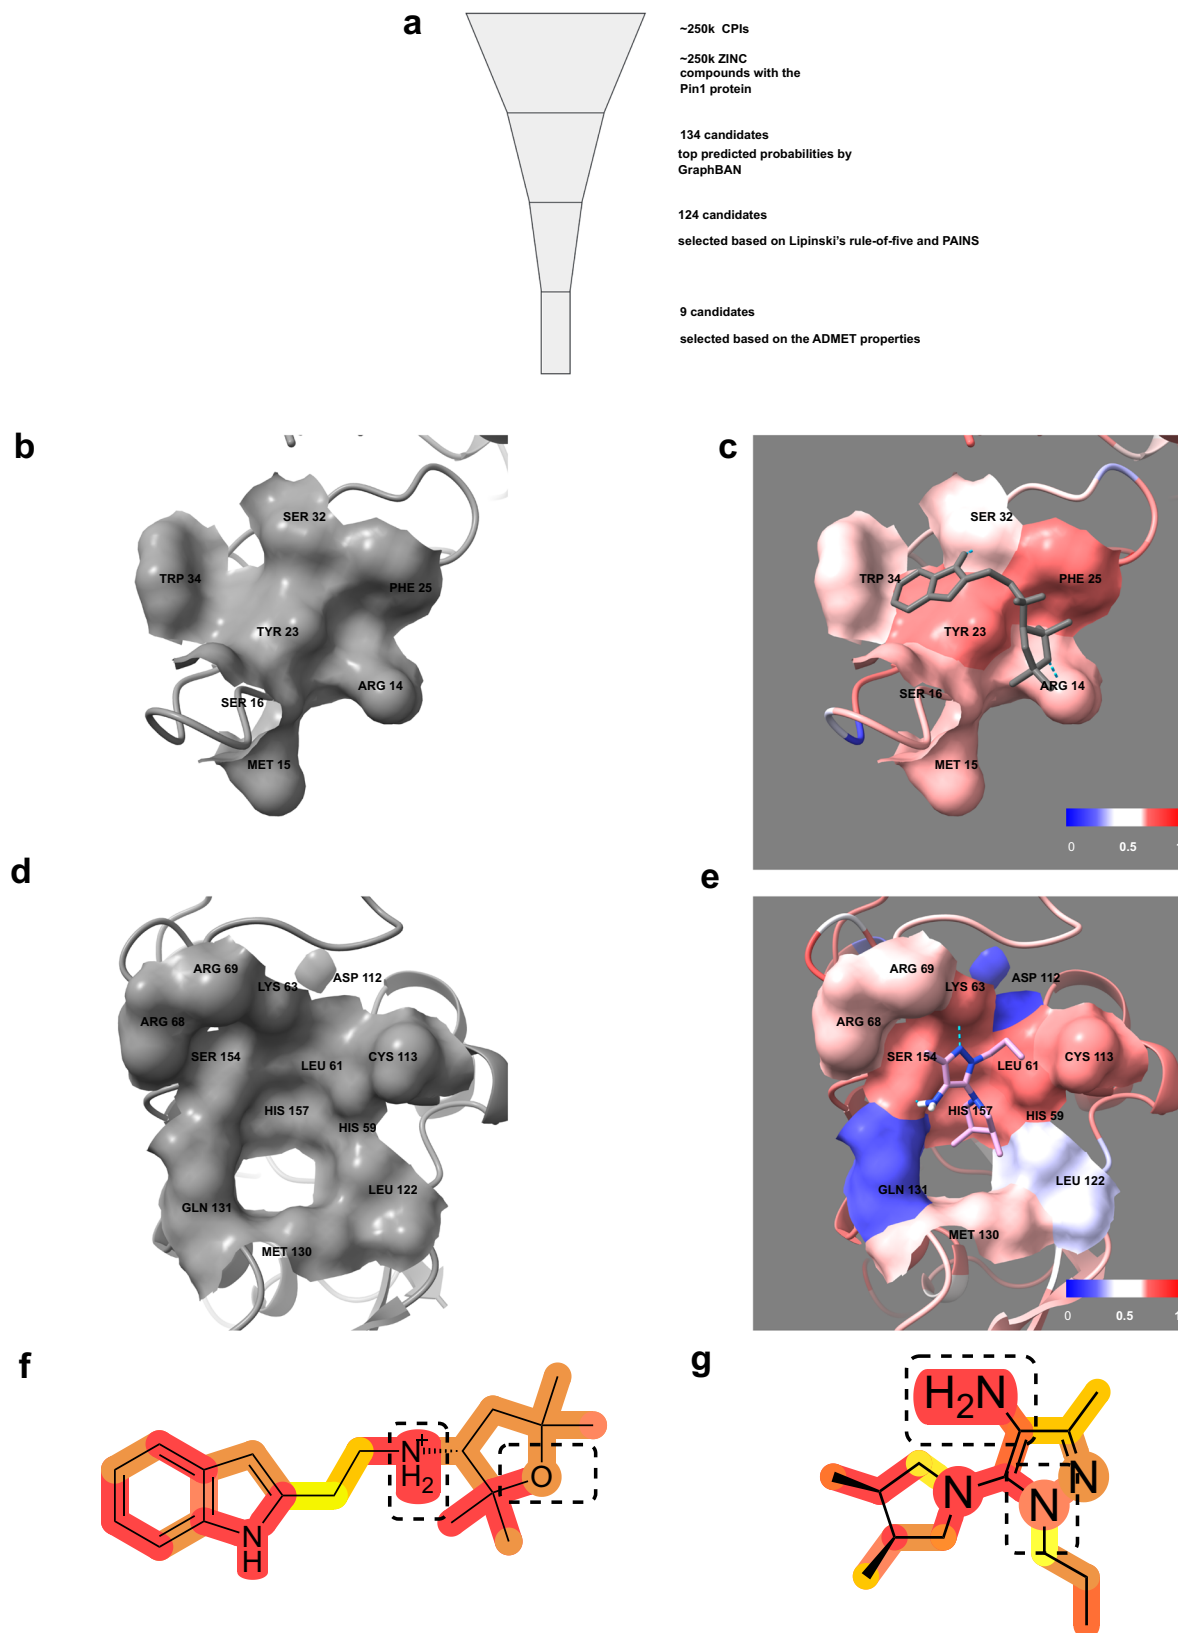 a
~250k CPIs
~250k ZINC
compounds with the
Pin1 protein
134 candidates
top predicted probabilities by
GraphBAN
124 candidates
selected based on Lipinski's rule-of-five and PAINS
9 candidates
selected based on the ADMET properties
b
SER 32
TRP 34
PHE 25
TYR 23
ARG 14
SER 16
MET 15
c
SER 32
TRP 34
PHE 25
TYR 23
ARG 14
SER 16
MET 15
0 0.5 1
d
ARG 69
ASP 112
LYS 63
ARG 68
SER 154
CYS 113
LEU 61
HIS 157
HIS 59
LEU 122
GLN 131
MET 130
e
ARG 69
ASP 112
LYS 63
ARG 68
SER 154
CYS 113
LEU 61
HIS 157
HIS 59
LEU 122
GLN 131
MET 130
0 0.5 1
f
N+
H2
O
N
H
g
H2N
N
N
N